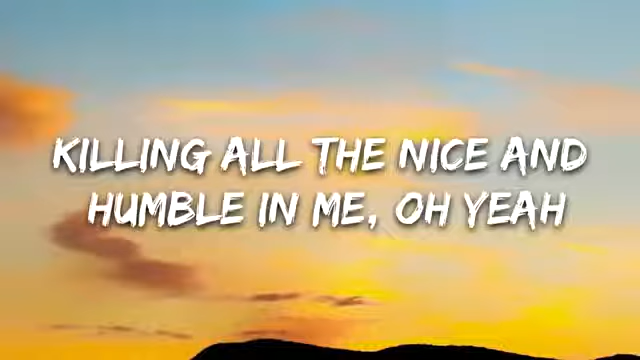 KILLING ALL THE NICE AND
HUMBLE IN ME, OH YEAH